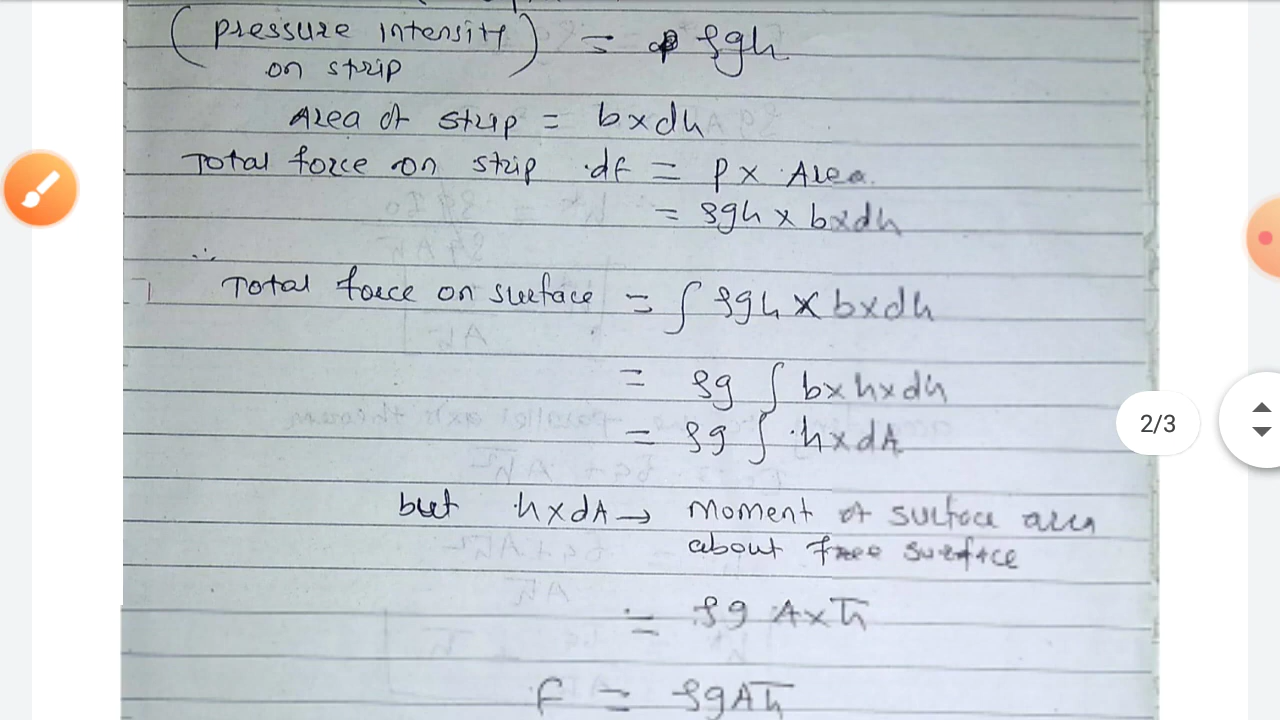 (pressure intensity on strip) = ρgh
Area of strip = b×dh
Total force on strip .dF = P× Area.
= ρgh × b×dh
∴
Total force on surface = ∫ ρgh × b×dh
= ρg ∫ b×h×dh
= ρg ∫ h×dA
2/3
but h×dA → Moment of surface area
about free surface
= ρg A×h̅
F = ρgAh̅